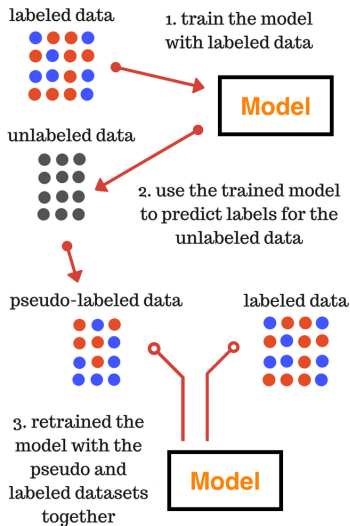 labeled data
1. train the model
with labeled data
Model
unlabeled data
2. use the trained model
to predict labels for the
unlabeled data
pseudo-labeled data
labeled data
3. retrained the
model with the
pseudo and
labeled datasets
together
Model